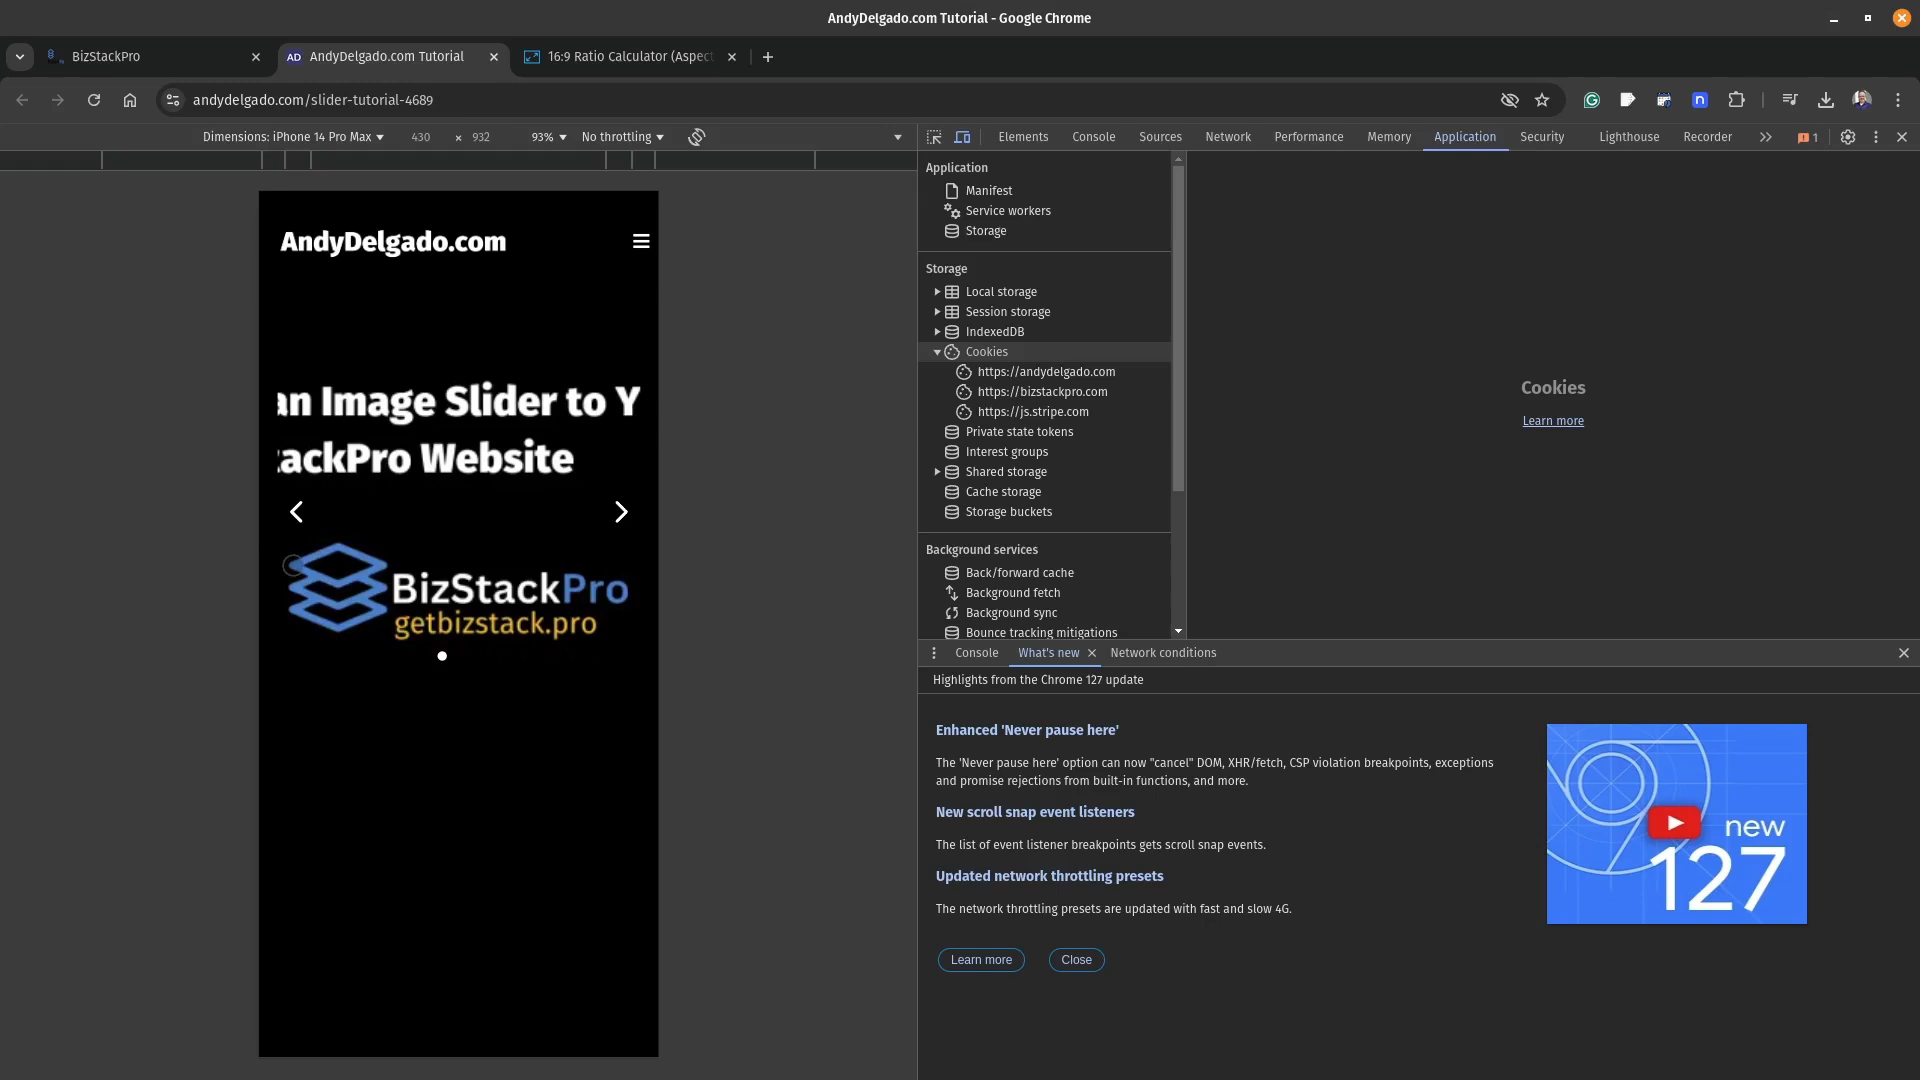 AndyDelgado.com Tutorial - Google Chrome
BizStackPro
AD AndyDelgado.com Tutorial
16:9 Ratio Calculator (Aspect
andydelgado.com/slider-tutorial-4689
Dimensions: iPhone 14 Pro Max 430 × 932 93% No throttling
Elements Console Sources Network Performance Memory Application Security Lighthouse Recorder 1
AndyDelgado.com
an Image Slider to Y
tackPro Website
BizStackPro
getbizstack.pro
Application
Manifest
Service workers
Storage
Storage
Local storage
Session storage
IndexedDB
Cookies
https://andydelgado.com
https://bizstackpro.com
https://js.stripe.com
Private state tokens
Interest groups
Shared storage
Cache storage
Storage buckets
Background services
Back/forward cache
Background fetch
Background sync
Bounce tracking mitigations
Cookies
Learn more
Console What's new Network conditions
Highlights from the Chrome 127 update
Enhanced 'Never pause here'
The 'Never pause here' option can now "cancel" DOM, XHR/fetch, CSP violation breakpoints, exceptions
and promise rejections from built-in functions, and more.
New scroll snap event listeners
The list of event listener breakpoints gets scroll snap events.
Updated network throttling presets
The network throttling presets are updated with fast and slow 4G.
Learn more Close
new
127